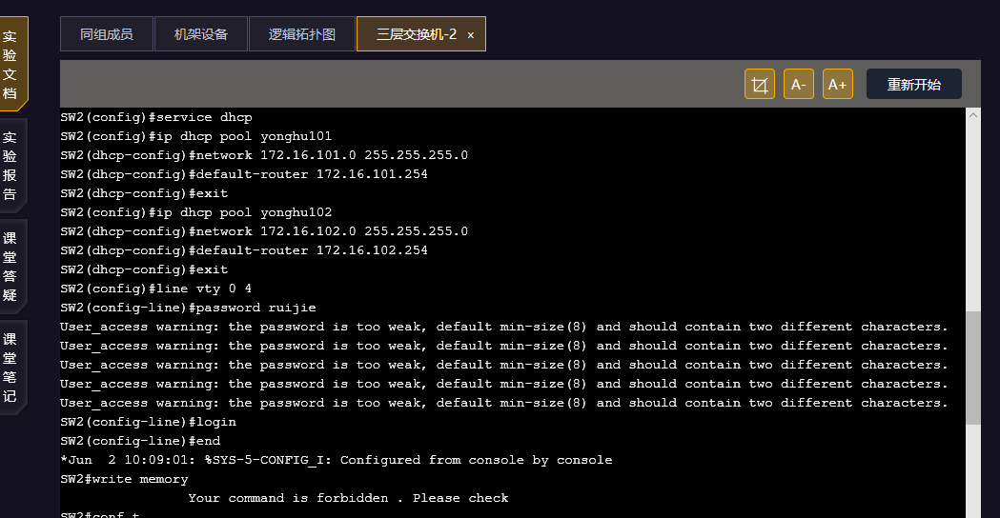 同组成员
机架设备
逻辑拓扑图
三层交换机-2 ×
实验文档
实验报告
课堂答疑
课堂笔记
A-
A+
重新开始
SW2(config)#service dhcp
SW2(config)#ip dhcp pool yonghu101
SW2(dhcp-config)#network 172.16.101.0 255.255.255.0
SW2(dhcp-config)#default-router 172.16.101.254
SW2(dhcp-config)#exit
SW2(config)#ip dhcp pool yonghu102
SW2(dhcp-config)#network 172.16.102.0 255.255.255.0
SW2(dhcp-config)#default-router 172.16.102.254
SW2(dhcp-config)#exit
SW2(config)#line vty 0 4
SW2(config-line)#password ruijie
User_access warning: the password is too weak, default min-size(8) and should contain two different characters.
User_access warning: the password is too weak, default min-size(8) and should contain two different characters.
User_access warning: the password is too weak, default min-size(8) and should contain two different characters.
User_access warning: the password is too weak, default min-size(8) and should contain two different characters.
User_access warning: the password is too weak, default min-size(8) and should contain two different characters.
SW2(config-line)#login
SW2(config-line)#end
*Jun  2 10:09:01: %SYS-5-CONFIG_I: Configured from console by console
SW2#write memory
Your command is forbidden . Please check
SW2#conf t